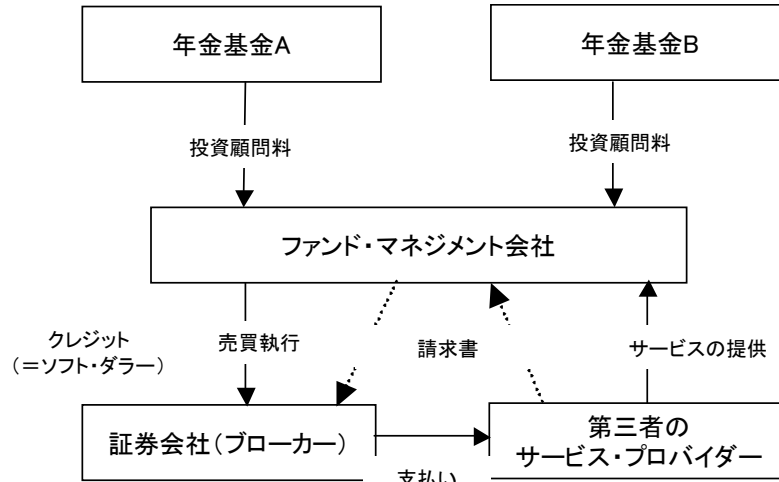 年金基金A
年金基金B
投資顧問料
投資顧問料
ファンド・マネジメント会社
クレジット
(=ソフト・ダラー)
売買執行
請求書
サービスの提供
証券会社(ブローカー)
第三者の
サービス・プロバイダー
支払い